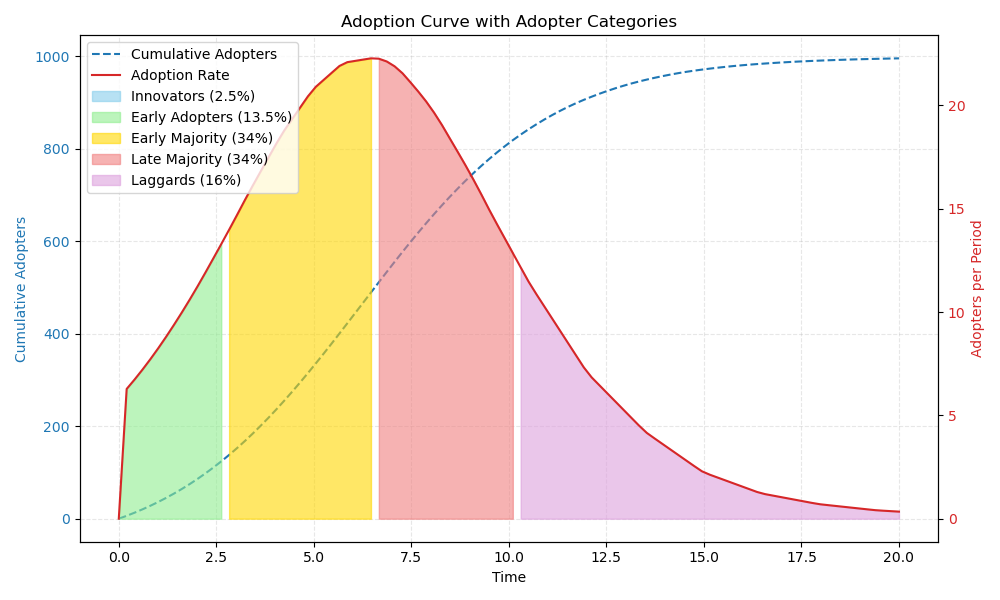 Adoption Curve with Adopter Categories
Cumulative Adopters
Adoption Rate
Innovators (2.5%)
Early Adopters (13.5%)
Early Majority (34%)
Late Majority (34%)
Laggards (16%)
Cumulative Adopters
1000
800
600
400
200
0
Adopters per Period
20
15
10
5
0
0.0
2.5
5.0
7.5
10.0
12.5
15.0
17.5
20.0
Time